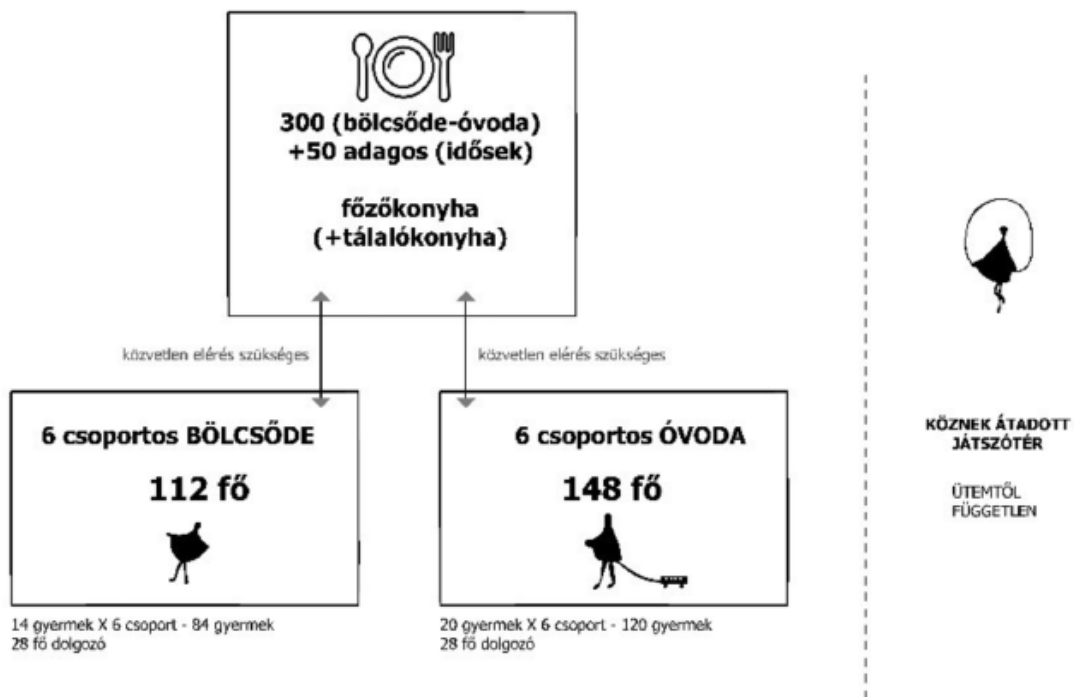 300 (bölcsőde-óvoda)
+50 adagos (idősek)
főzőkonyha
(+tálalókonyha)
közvetlen elérés szükséges
közvetlen elérés szükséges
6 csoportos BÖLCSŐDE
112 fő
14 gyermek X 6 csoport - 84 gyermek
28 fő dolgozó
6 csoportos ÓVODA
148 fő
20 gyermek X 6 csoport - 120 gyermek
28 fő dolgozó
KÖZNEK ÁTADOTT
JÁTSZÓTÉR
ÜTEMTŐL
FÜGGETLEN